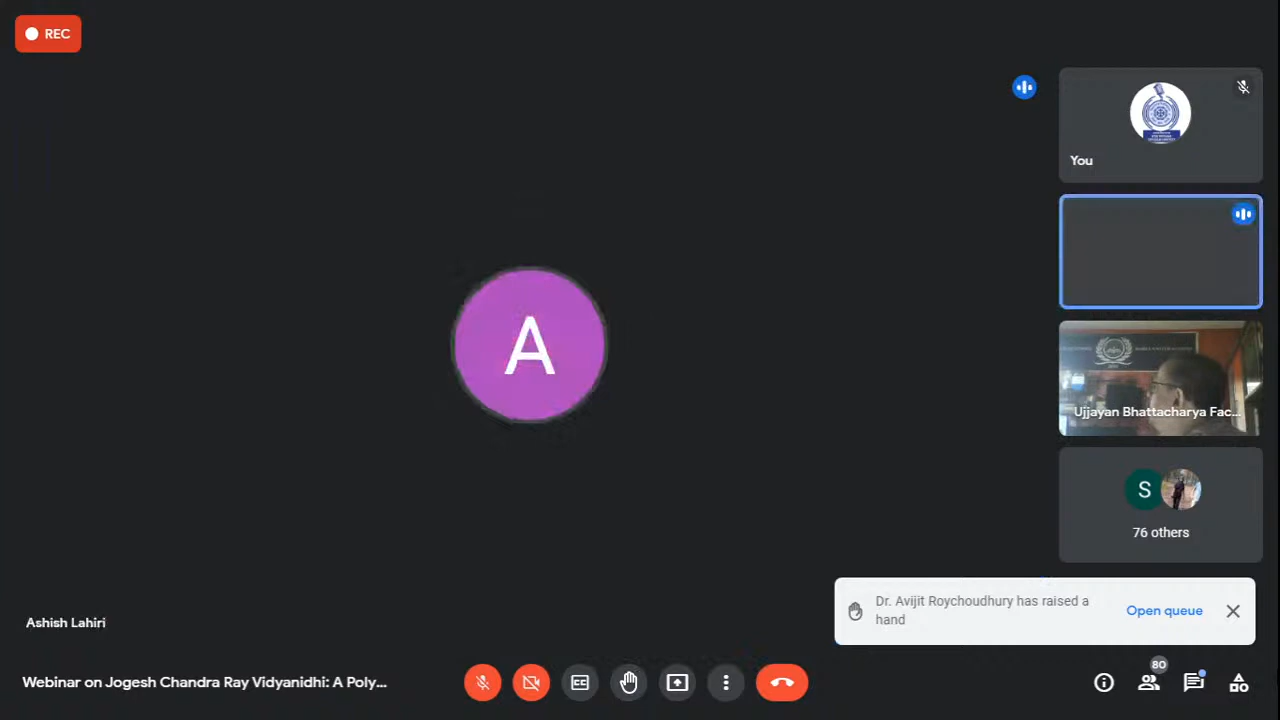 REC
You
A
Ujjayan Bhattacharya Fac...
S
76 others
Dr. Avijit Roychoudhury has raised a
hand
Open queue
Ashish Lahiri
Webinar on Jogesh Chandra Ray Vidyanidhi: A Poly...
CC
80